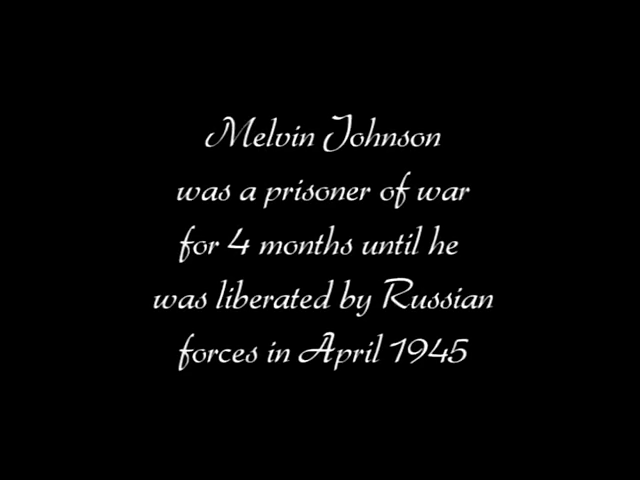 Melvin Johnson
was a prisoner of war
for 4 months until he
was liberated by Russian
forces in April 1945